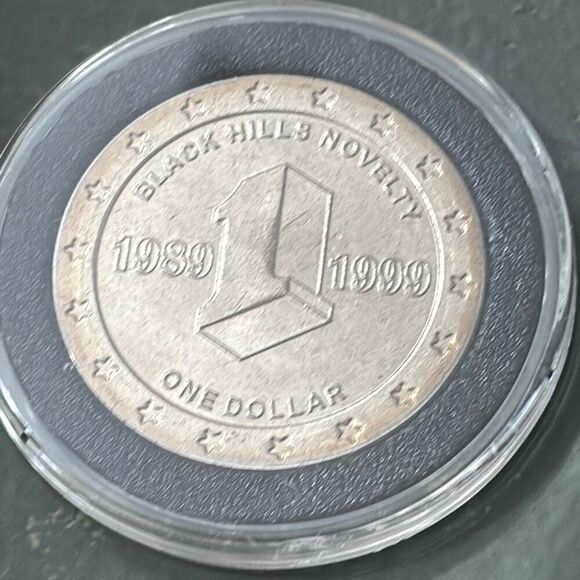 BLACK HILLS NOVELTY
1989 1 1999
ONE DOLLAR